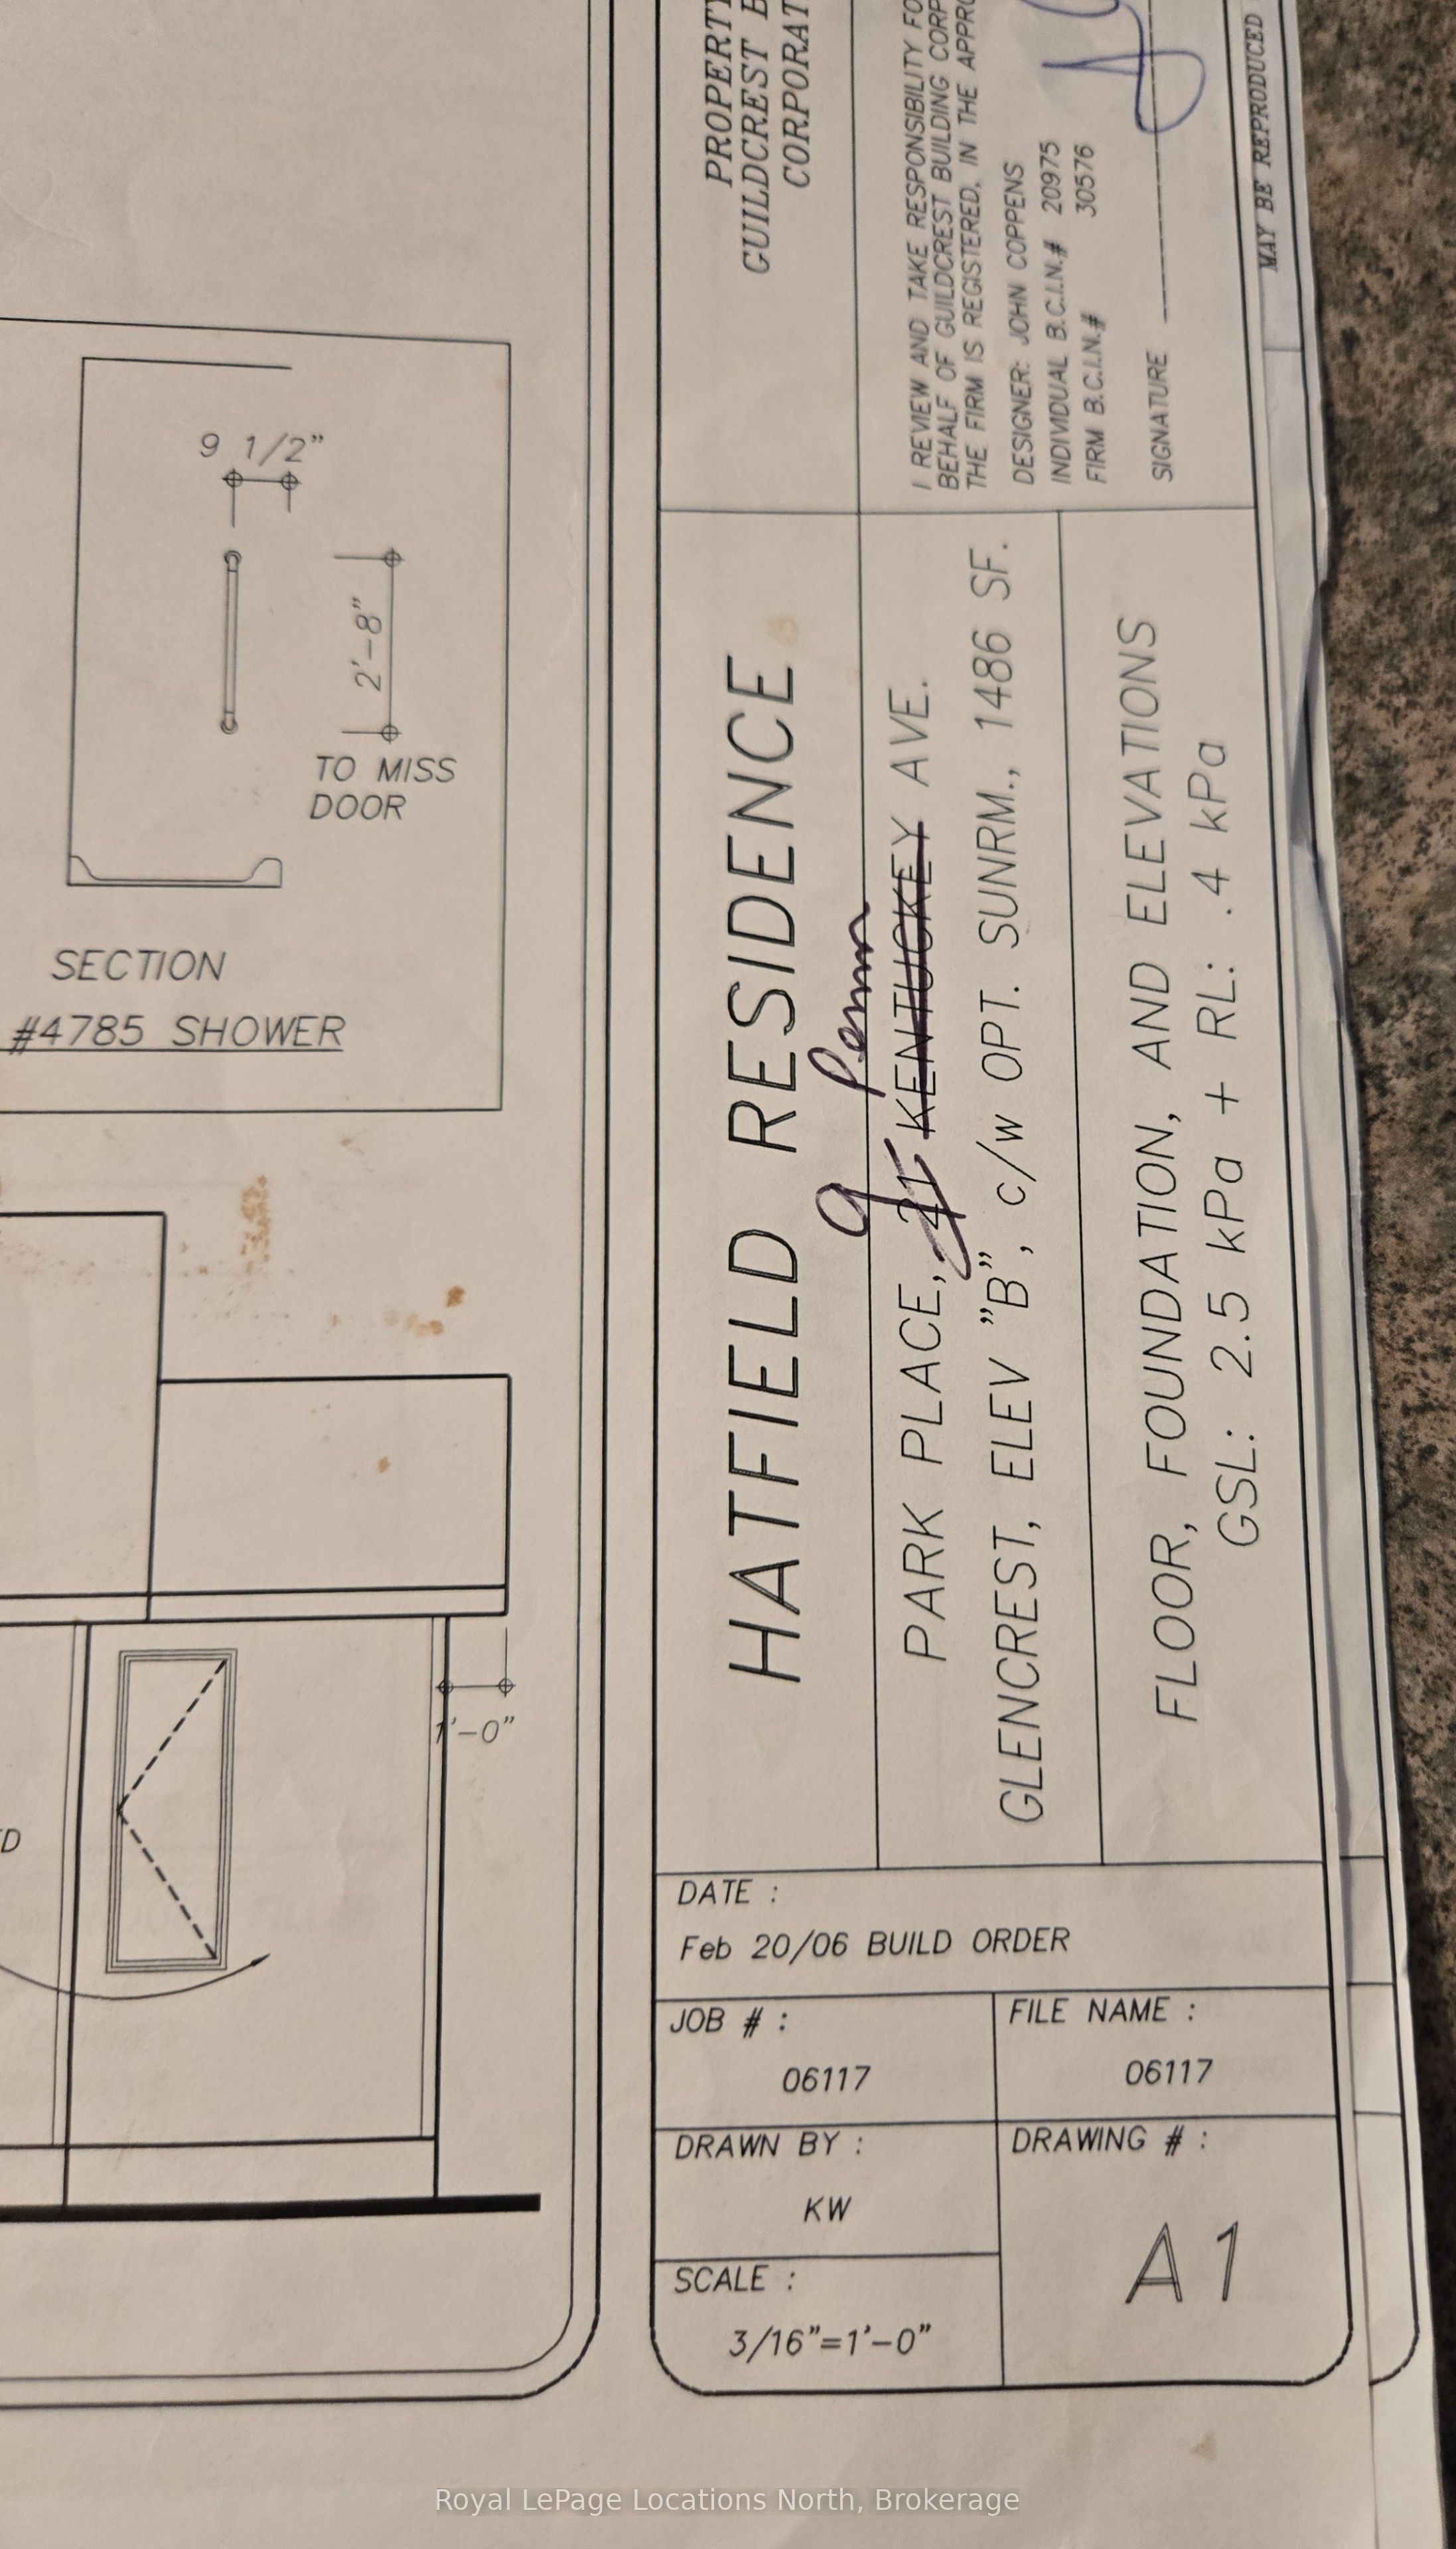 9 1/2"
2'-8"
TO MISS
DOOR
SECTION
#4785 SHOWER
1'-0"
D
PROPERTY
GUILDCREST B
CORPORAT
I REVIEW AND TAKE RESPONSIBILITY FO
BEHALF OF GUILDCREST BUILDING CORP
THE FIRM IS REGISTERED, IN THE APPRO
DESIGNER: JOHN COPPENS
INDIVIDUAL B.C.I.N.# 20975
FIRM B.C.I.N.# 30576
SIGNATURE
MAY BE REPRODUCED
HATFIELD RESIDENCE
9 Penn
PARK PLACE, 21 KENTUCKEY AVE.
GLENCREST, ELEV "B", c/w OPT. SUNRM., 1486 SF.
FLOOR, FOUNDATION, AND ELEVATIONS
GSL: 2.5 kPa + RL: .4 kPa
DATE :
Feb 20/06 BUILD ORDER
JOB # :
06117
FILE NAME :
06117
DRAWN BY :
KW
DRAWING # :
A1
SCALE :
3/16"=1'-0"
Royal LePage Locations North, Brokerage